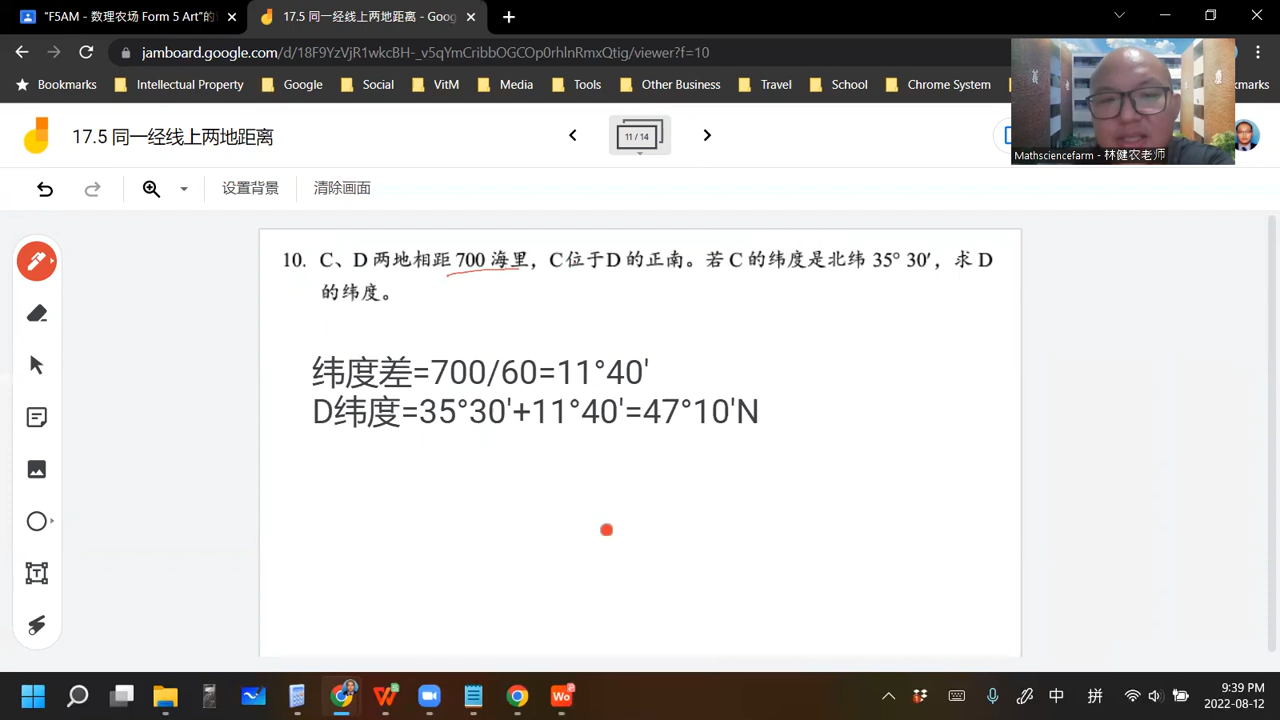 "F5AM - 数理农场 Form 5 Art"的
17.5 同一经线上两地距离 - Goog
jamboard.google.com/d/18F9YzVjR1wkcBH-_v5qYmCribbOGCOp0rhlnRmxQtig/viewer?f=10
Bookmarks
Intellectual Property
Google
Social
VitM
Media
Tools
Other Business
Travel
School
Chrome System
kmarks
Mathsciencefarm - 林健农老师
17.5 同一经线上两地距离
11 / 14
设置背景
清除画面
10. C、D 两地相距 700 海里，C位于D 的正南。若 C 的纬度是北纬 35° 30′，求 D
的纬度。
纬度差=700/60=11°40'
D纬度=35°30'+11°40'=47°10'N
中
拼
9:39 PM
2022-08-12